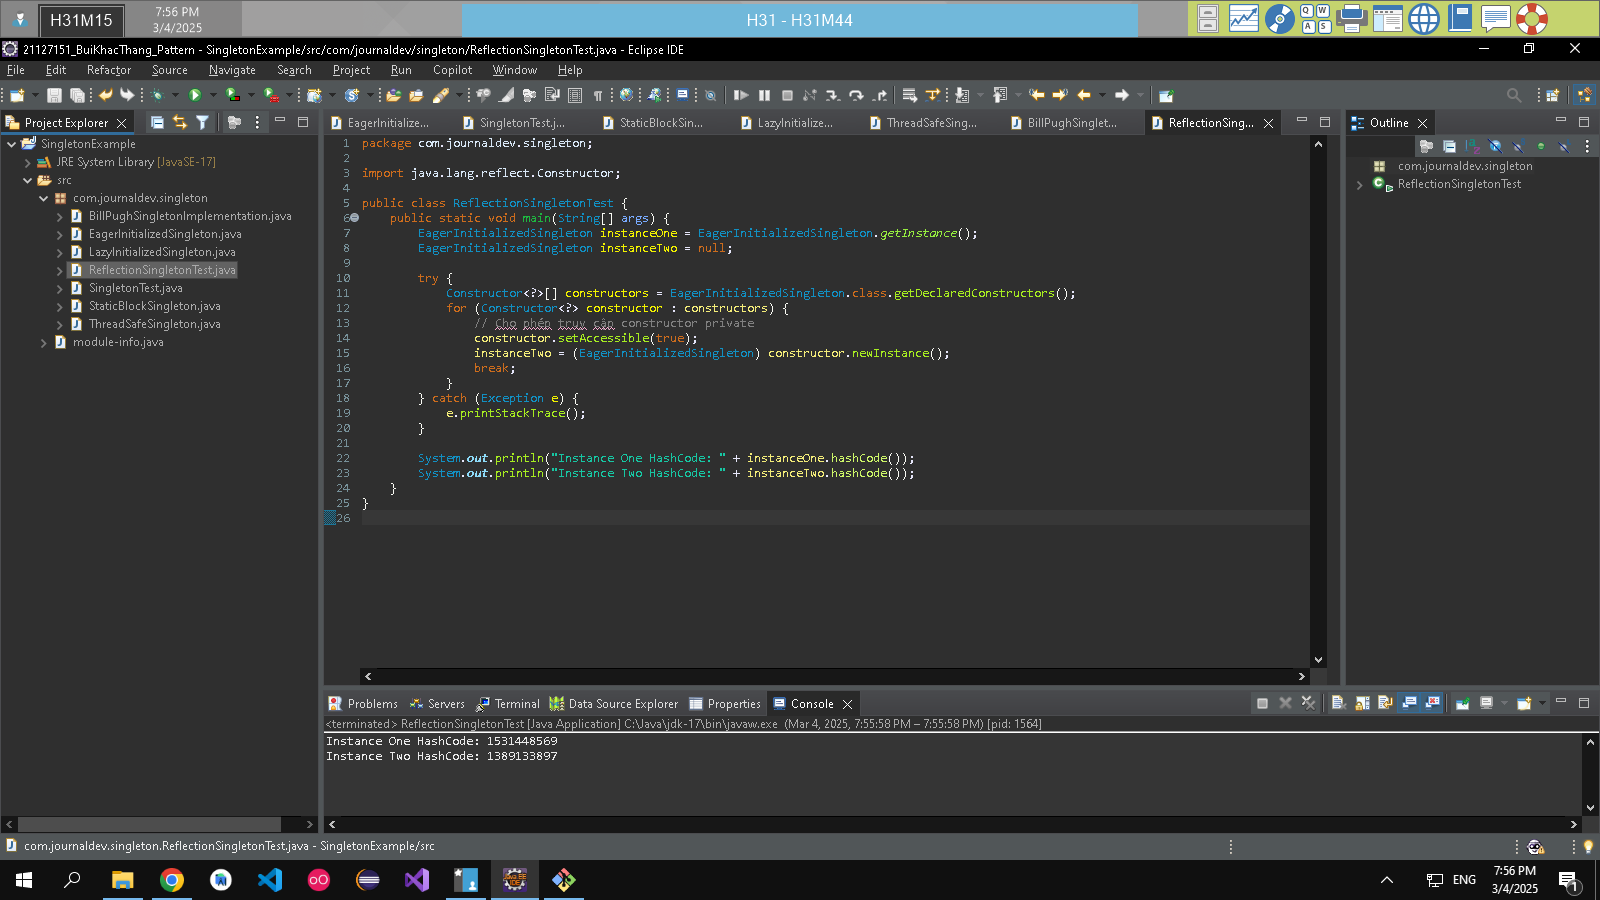 H31M15
7:56 PM
3/4/2025
H31 - H31M44
21127151_BuiKhacThang_Pattern - SingletonExample/src/com/journaldev/singleton/ReflectionSingletonTest.java - Eclipse IDE
File Edit Refactor Source Navigate Search Project Run Copilot Window Help
Project Explorer
SingletonExample
JRE System Library [JavaSE-17]
src
com.journaldev.singleton
BillPughSingletonImplementation.java
EagerInitializedSingleton.java
LazyInitializedSingleton.java
ReflectionSingletonTest.java
SingletonTest.java
StaticBlockSingleton.java
ThreadSafeSingleton.java
module-info.java
EagerInitialize... SingletonTest.j... StaticBlockSin... LazyInitialize... ThreadSafeSing... BillPughSinglet... ReflectionSing...
1 package com.journaldev.singleton;
2
3 import java.lang.reflect.Constructor;
4
5 public class ReflectionSingletonTest {
6 public static void main(String[] args) {
7 EagerInitializedSingleton instanceOne = EagerInitializedSingleton.getInstance();
8 EagerInitializedSingleton instanceTwo = null;
9
10 try {
11 Constructor<?>[] constructors = EagerInitializedSingleton.class.getDeclaredConstructors();
12 for (Constructor<?> constructor : constructors) {
13 // Cho phép truy cập constructor private
14 constructor.setAccessible(true);
15 instanceTwo = (EagerInitializedSingleton) constructor.newInstance();
16 break;
17 }
18 } catch (Exception e) {
19 e.printStackTrace();
20 }
21
22 System.out.println("Instance One HashCode: " + instanceOne.hashCode());
23 System.out.println("Instance Two HashCode: " + instanceTwo.hashCode());
24 }
25 }
26
Outline
com.journaldev.singleton
ReflectionSingletonTest
Problems Servers Terminal Data Source Explorer Properties Console
<terminated> ReflectionSingletonTest [Java Application] C:\Java\jdk-17\bin\javaw.exe (Mar 4, 2025, 7:55:58 PM – 7:55:58 PM) [pid: 1564]
Instance One HashCode: 1531448569
Instance Two HashCode: 1389133897
com.journaldev.singleton.ReflectionSingletonTest.java - SingletonExample/src
ENG
7:56 PM
3/4/2025
1